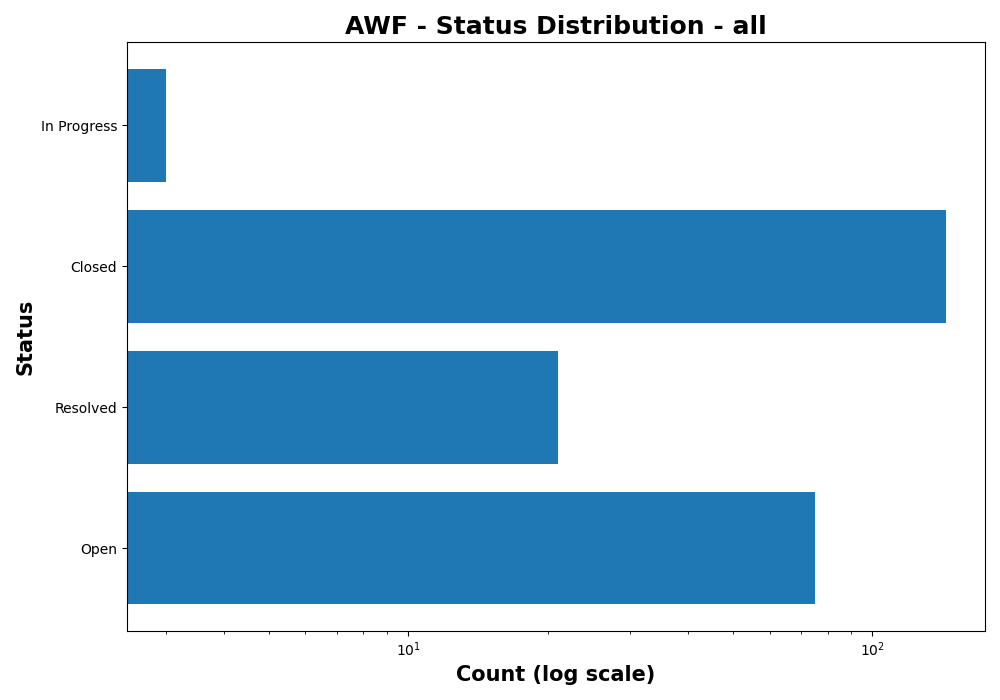 AWF - Status Distribution - all
In Progress
Closed
Resolved
Open
Status
10¹
10²
Count (log scale)